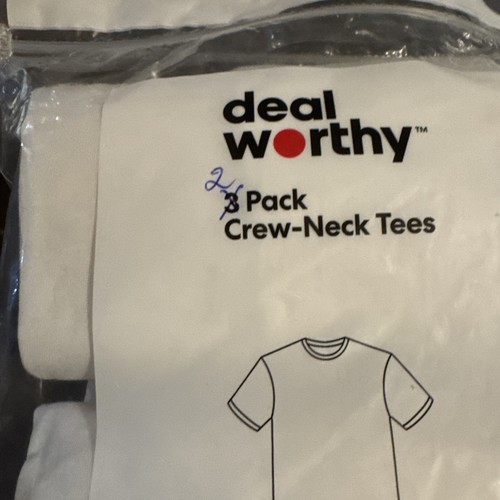 deal
worthy™
2
3 Pack
Crew-Neck Tees